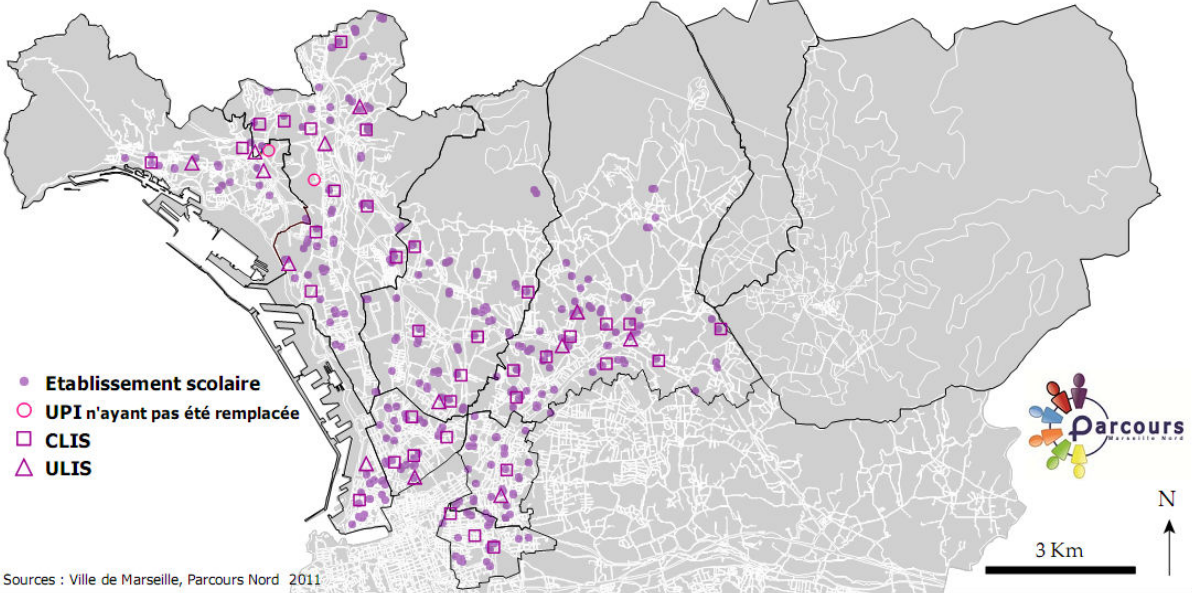 Etablissement scolaire
UPI n'ayant pas été remplacée
CLIS
ULIS
Parcours
Marseille Nord
N
3 Km
Sources : Ville de Marseille, Parcours Nord 2011